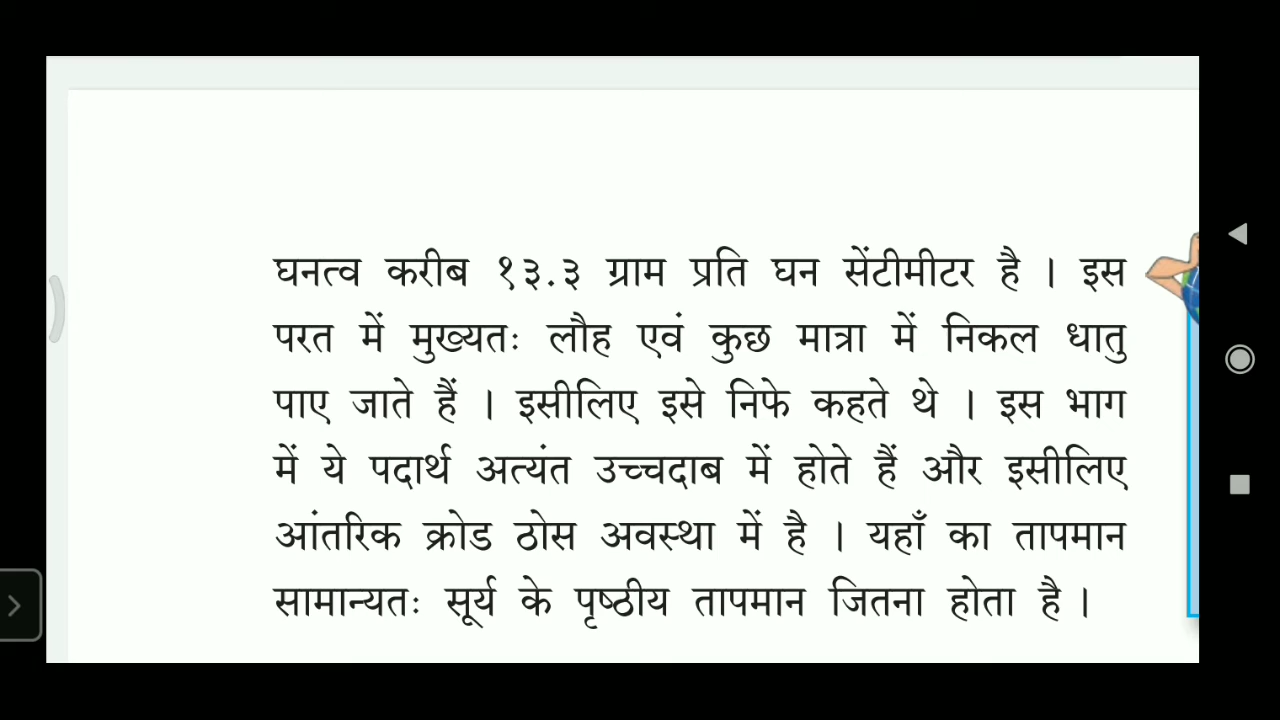 घनत्व करीब १३.३ ग्राम प्रति घन सेंटीमीटर है । इस
परत में मुख्यतः लौह एवं कुछ मात्रा में निकल धातु
पाए जाते हैं । इसीलिए इसे निफे कहते थे । इस भाग
में ये पदार्थ अत्यंत उच्चदाब में होते हैं और इसीलिए
आंतरिक क्रोड ठोस अवस्था में है । यहाँ का तापमान
सामान्यतः सूर्य के पृष्ठीय तापमान जितना होता है ।